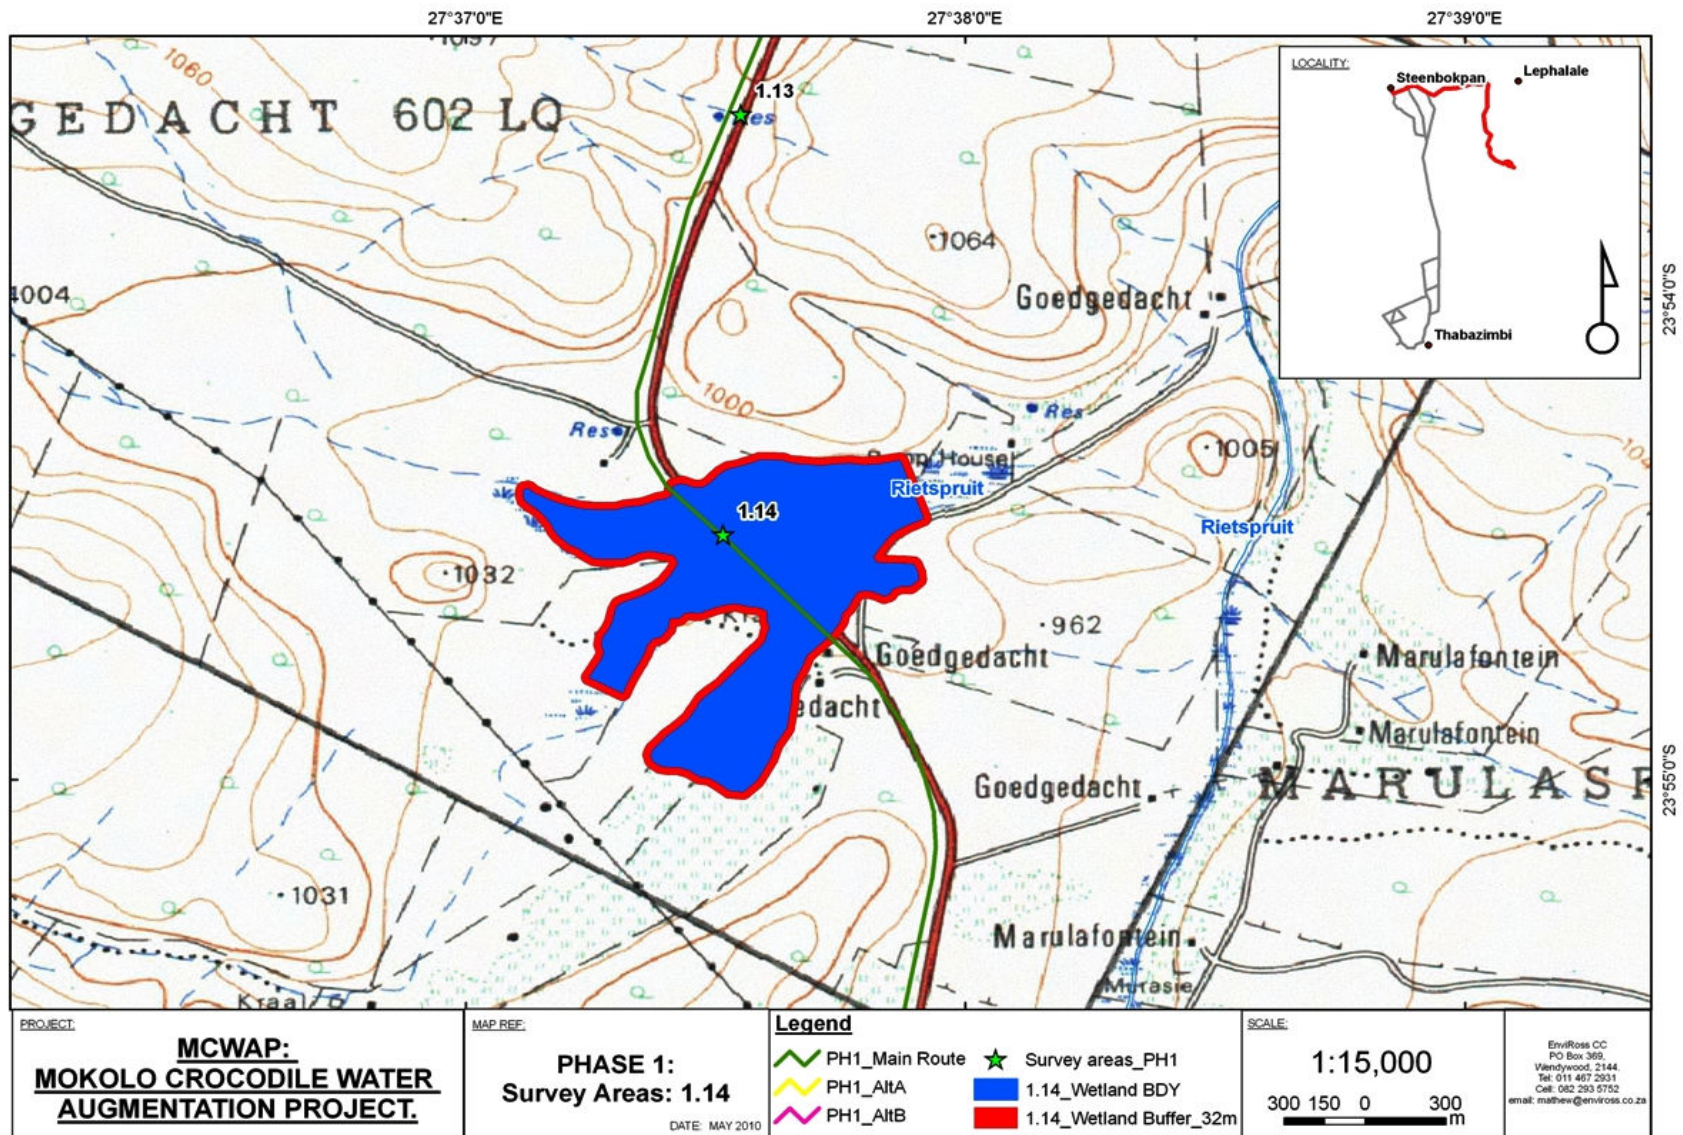 27°37'0"E
27°38'0"E
27°39'0"E
1060
1.13
GEDACHT 602 LQ
LOCALITY:
Steenbokpan
Lephalale
Thabazimbi
1064
1004
Goedgedacht
23°54'0"S
1000
Res
Res
1005
Rietspruit
Rietspruit
1.14
1032
962
Goedgedacht
Marulafontein
edacht
Marulafontein
Goedgedacht
23°55'0"S
1031
Marulafontein
Murasie
Kraal
PROJECT:
MCWAP:
MOKOLO CROCODILE WATER
AUGMENTATION PROJECT.
MAP REF:
PHASE 1:
Survey Areas: 1.14
DATE: MAY 2010
Legend
PH1_Main Route
PH1_AltA
PH1_AltB
Survey areas_PH1
1.14_Wetland BDY
1.14_Wetland Buffer_32m
SCALE:
1:15,000
300 150 0 300
m
EnviRoss CC
PO Box 369,
Wendywood, 2144.
Tel: 011 467 2931
Cell: 082 293 5752
email: mathew@enviross.co.za